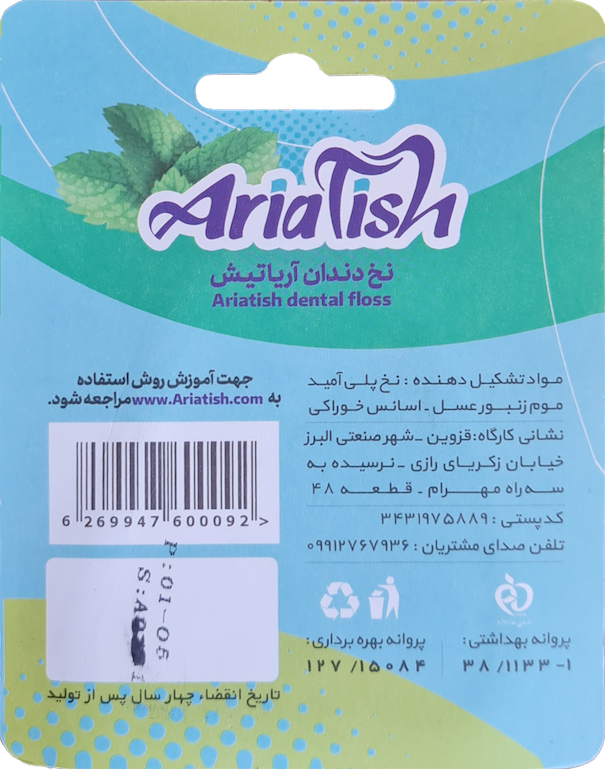 AriaTish
نخ دندان آریاتیش
Ariatish dental floss
مواد تشکیل دهنده : نخ پلی آمید
موم زنبور عسل - اسانس خوراکی
نشانی کارگاه: قزوین - شهر صنعتی البرز
خیابان زکریای رازی - نرسیده به
سه راه مهرام - قطعه ۴۸
کدپستی : ۳۴۳۱۹۷۵۸۸۹
تلفن صدای مشتریان : ۰۹۹۱۲۷۶۷۹۳۶
پروانه بهداشتی :
۳۸ /۱۱۳۳ -۱
پروانه بهره برداری :
۱۲۷ /۱۵۰۸۴
جهت آموزش روش استفاده
به www.Ariatish.com مراجعه شود.
6 269947 600092 >
P:01-05
تاریخ انقضاء چهار سال پس از تولید